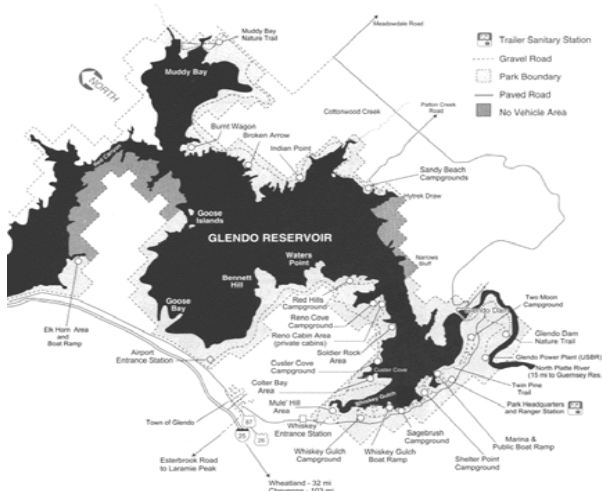 Muddy Bay
Nature Trail
Meadowdale Road
Trailer Sanitary Station
Gravel Road
Park Boundary
Paved Road
No Vehicle Area
NORTH
Muddy Bay
Cottonwood Creek
Patton Creek
Road
Burnt Wagon
Broken Arrow
Indian Point
Red Canyon
Sandy Beach
Campgrounds
Hytrek Draw
Goose
Islands
GLENDO RESERVOIR
Waters
Point
Narrows
Bluff
Bennett
Hill
Goose
Bay
Elk Horn Area
and
Boat Ramp
Red Hills
Campground
Reno Cove
Campground
Reno Cabin Area
(private cabins)
Soldier Rock
Area
Custer Cove
Campground
Custer Cove
Colter Bay
Area
Mule' Hill
Area
Whiskey Gulch
Glendo Dam
Two Moon
Campground
Glendo Dam
Nature Trail
Glendo Power Plant (USBR)
North Platte River
(15 mi to Guernsey Res.
Twin Pine
Trail
Park Headquarters
and Ranger Station
Airport
Entrance Station
Town of Glendo
87
25
26
Whiskey
Entrance Station
Whiskey Gulch
Campground
Whiskey Gulch
Boat Ramp
Sagebrush
Campground
Shelter Point
Campground
Marina &
Public Boat Ramp
Esterbrook Road
to Laramie Peak
Wheatland - 32 mi